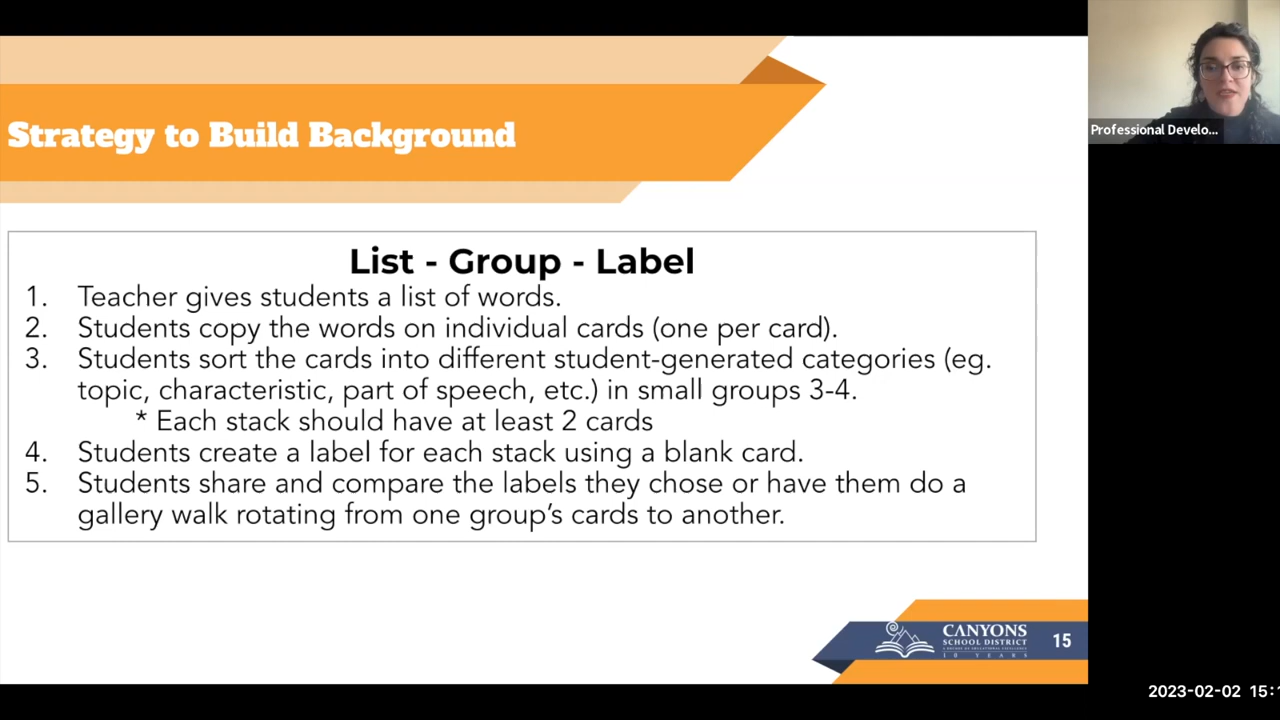 Strategy to Build Background
List - Group - Label
1. Teacher gives students a list of words.
2. Students copy the words on individual cards (one per card).
3. Students sort the cards into different student-generated categories (eg.
topic, characteristic, part of speech, etc.) in small groups 3-4.
* Each stack should have at least 2 cards
4. Students create a label for each stack using a blank card.
5. Students share and compare the labels they chose or have them do a
gallery walk rotating from one group's cards to another.
CANYONS
SCHOOL DISTRICT
10 YEARS
15
Professional Develo...
2023-02-02 15: